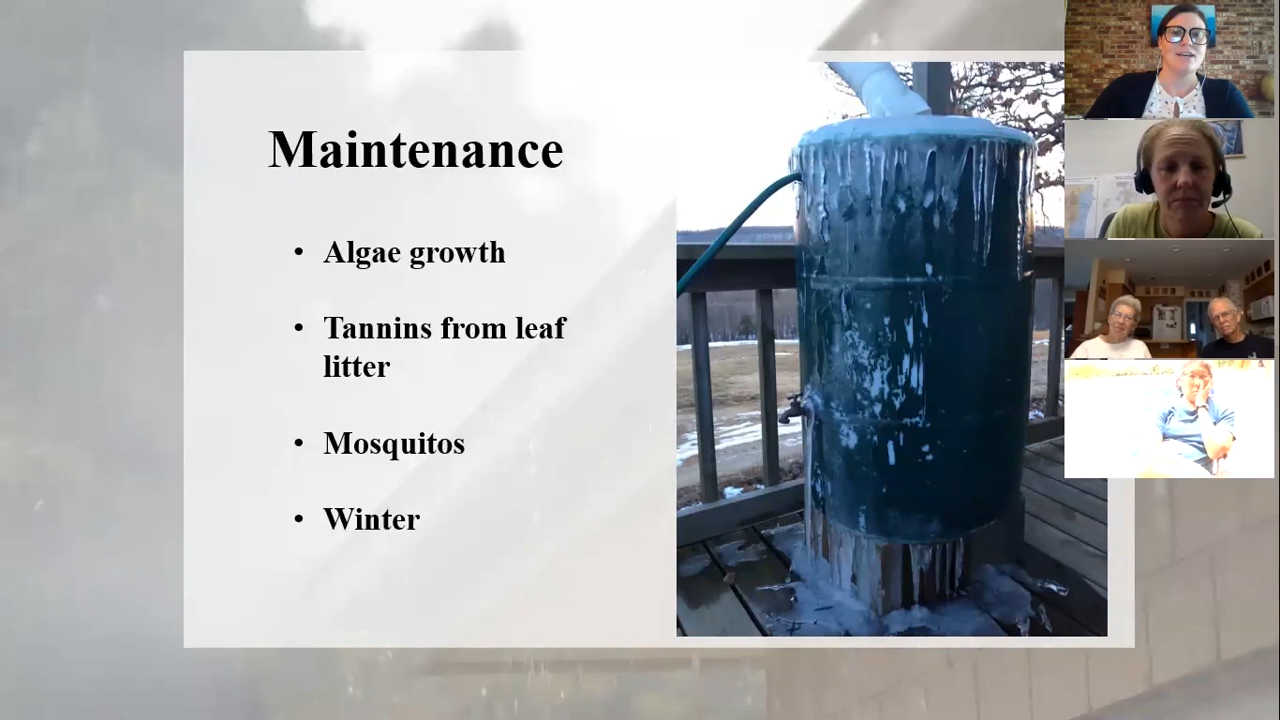 Maintenance
• Algae growth
• Tannins from leaf
litter
• Mosquitos
• Winter